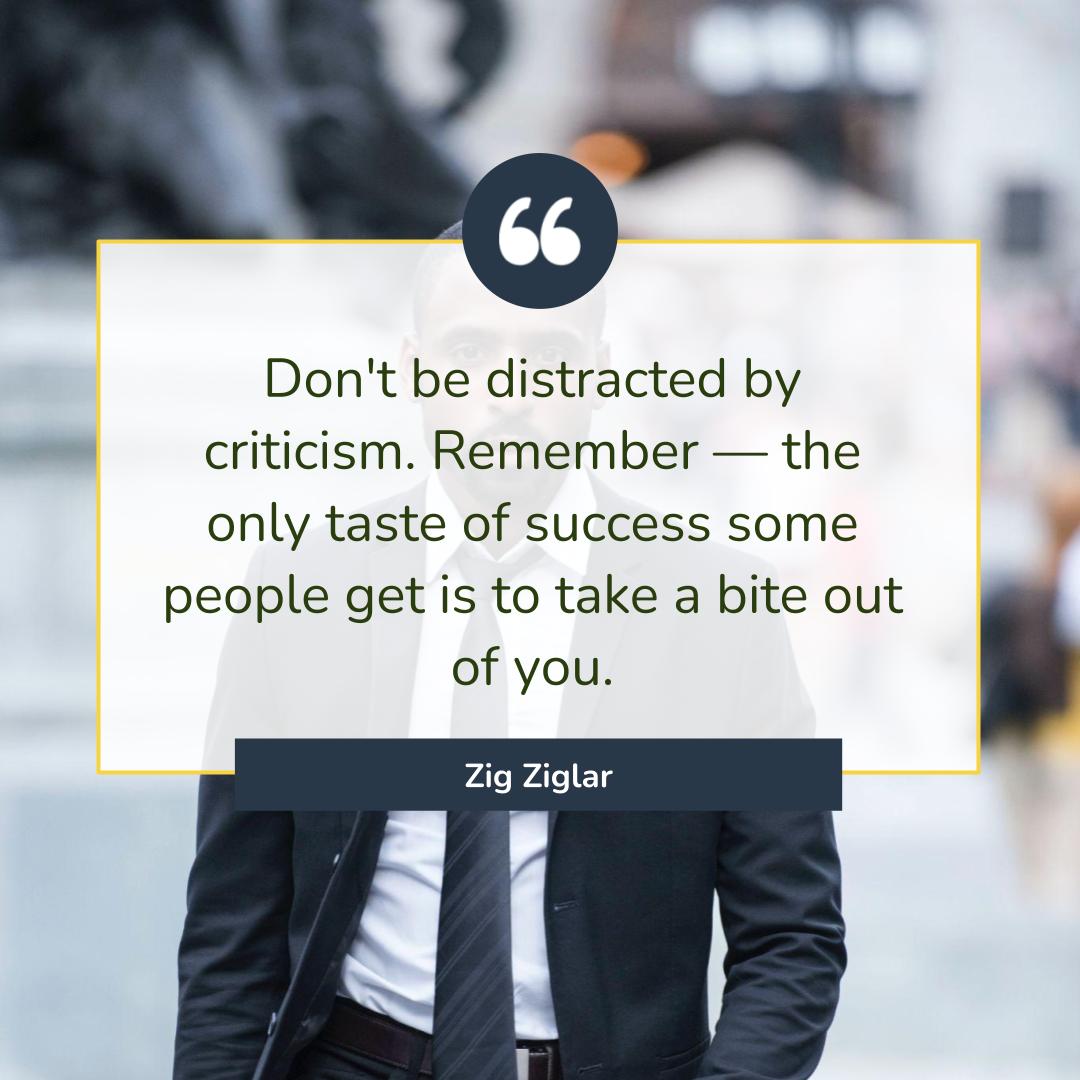 “
Don't be distracted by
criticism. Remember — the
only taste of success some
people get is to take a bite out
of you.
Zig Ziglar